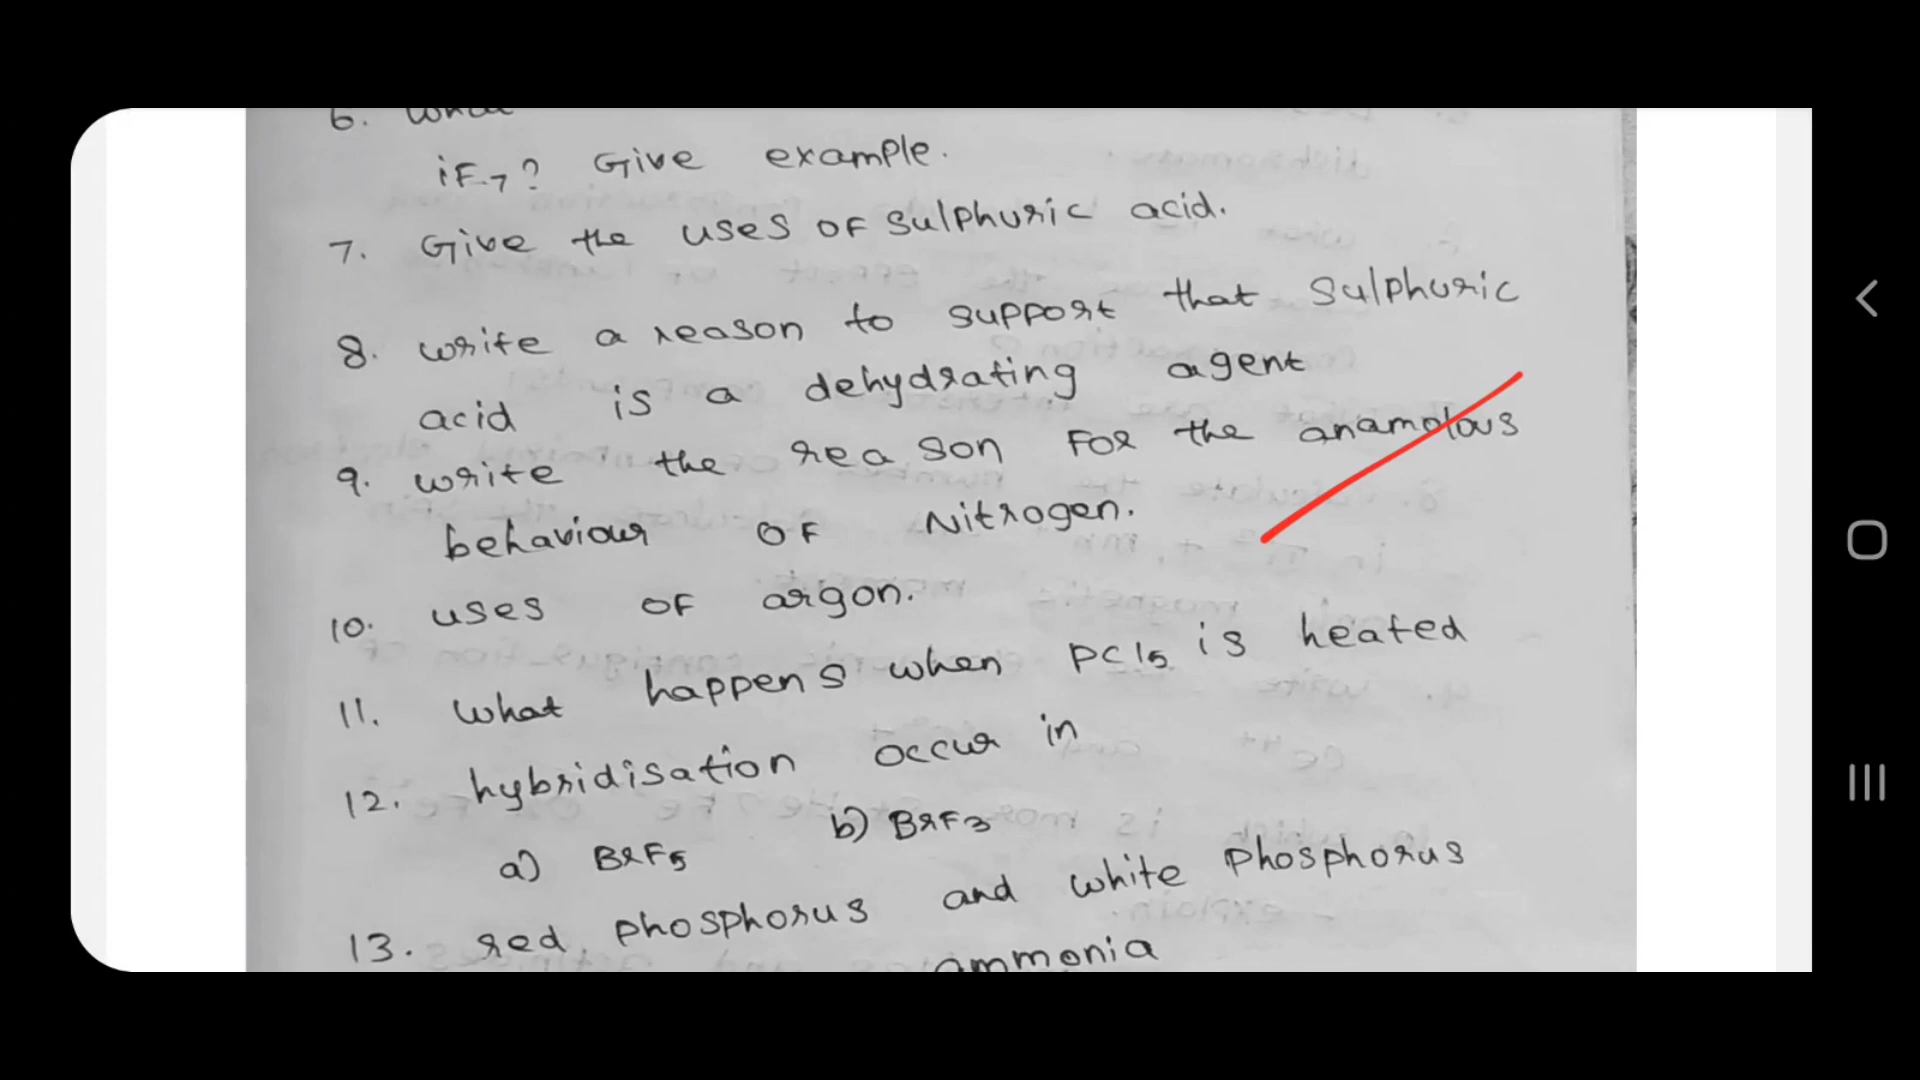 6.
iF7? Give example.
7. Give the uses OF Sulphuric acid.
8. write a reason to support that Sulphuric
acid is a dehydrating agent
9. write the reason For the anamolous
behaviour OF Nitrogen.
10. uses OF argon.
11. What happens when PCl5 is heated
12. hybridisation occur in
a) BrF5 b) BrF3
13. red phosphorus and white Phosphorus
ammonia